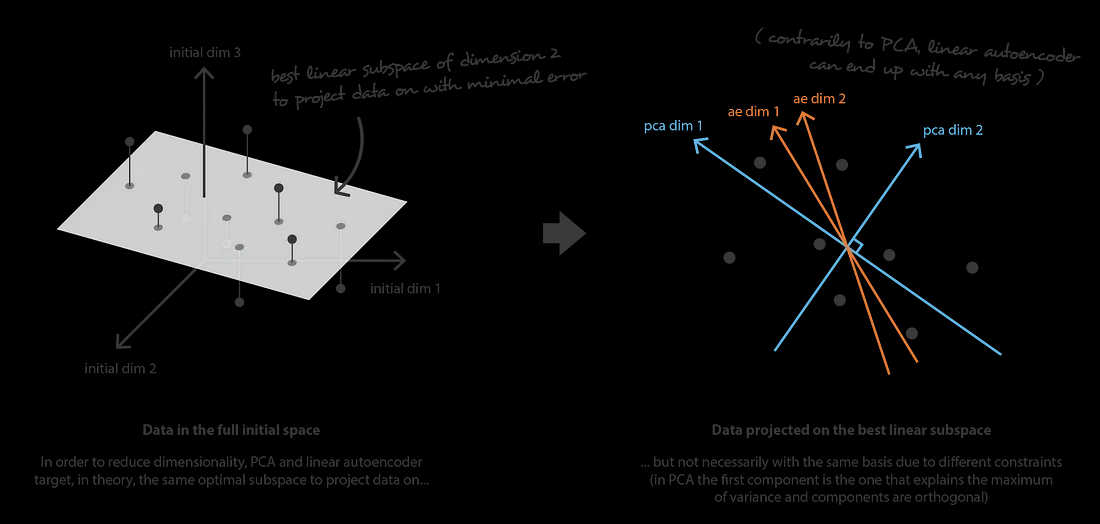 initial dim 3
best linear subspace of dimension 2
to project data on with minimal error
initial dim 1
initial dim 2
Data in the full initial space
In order to reduce dimensionality, PCA and linear autoencoder
target, in theory, the same optimal subspace to project data on...
( contrarily to PCA, linear autoencoder
can end up with any basis )
pca dim 1
ae dim 1
ae dim 2
pca dim 2
Data projected on the best linear subspace
... but not necessarily with the same basis due to different constraints
(in PCA the first component is the one that explains the maximum
of variance and components are orthogonal)